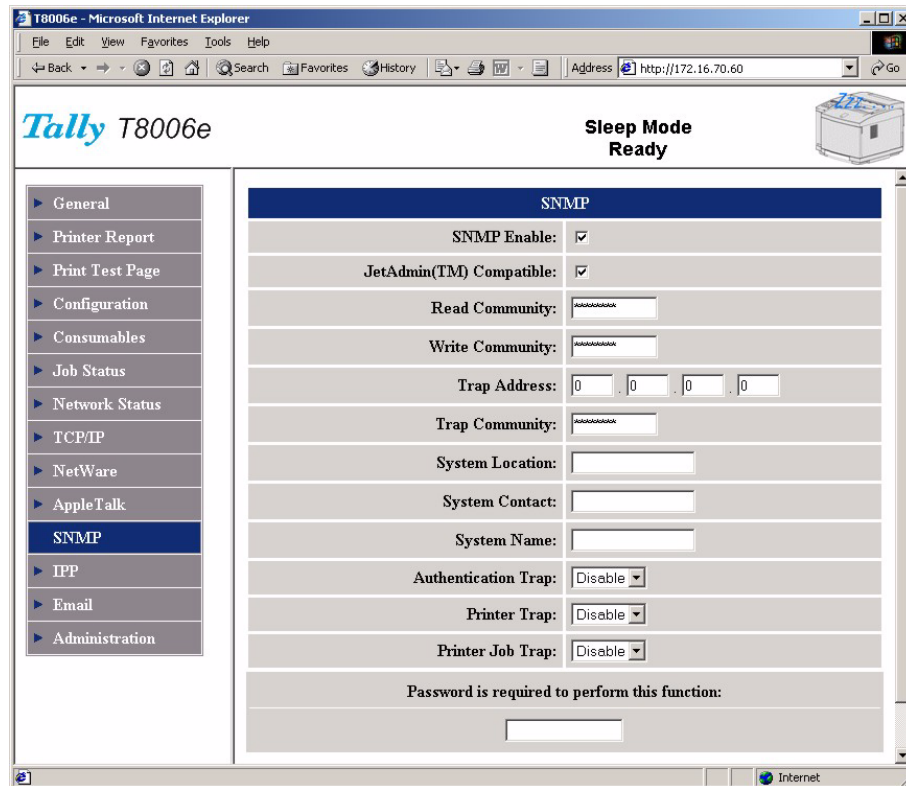 T8006e - Microsoft Internet Explorer
File Edit View Favorites Tools Help
Back Search Favorites History Address http://172.16.70.60 Go
Tally T8006e
Sleep Mode
Ready
Zzz...
General
Printer Report
Print Test Page
Configuration
Consumables
Job Status
Network Status
TCP/IP
NetWare
AppleTalk
SNMP
IPP
Email
Administration
SNMP
SNMP Enable:
JetAdmin(TM) Compatible:
Read Community: ********
Write Community: ********
Trap Address: 0 . 0 . 0 . 0
Trap Community: ********
System Location:
System Contact:
System Name:
Authentication Trap: Disable
Printer Trap: Disable
Printer Job Trap: Disable
Password is required to perform this function:
Internet